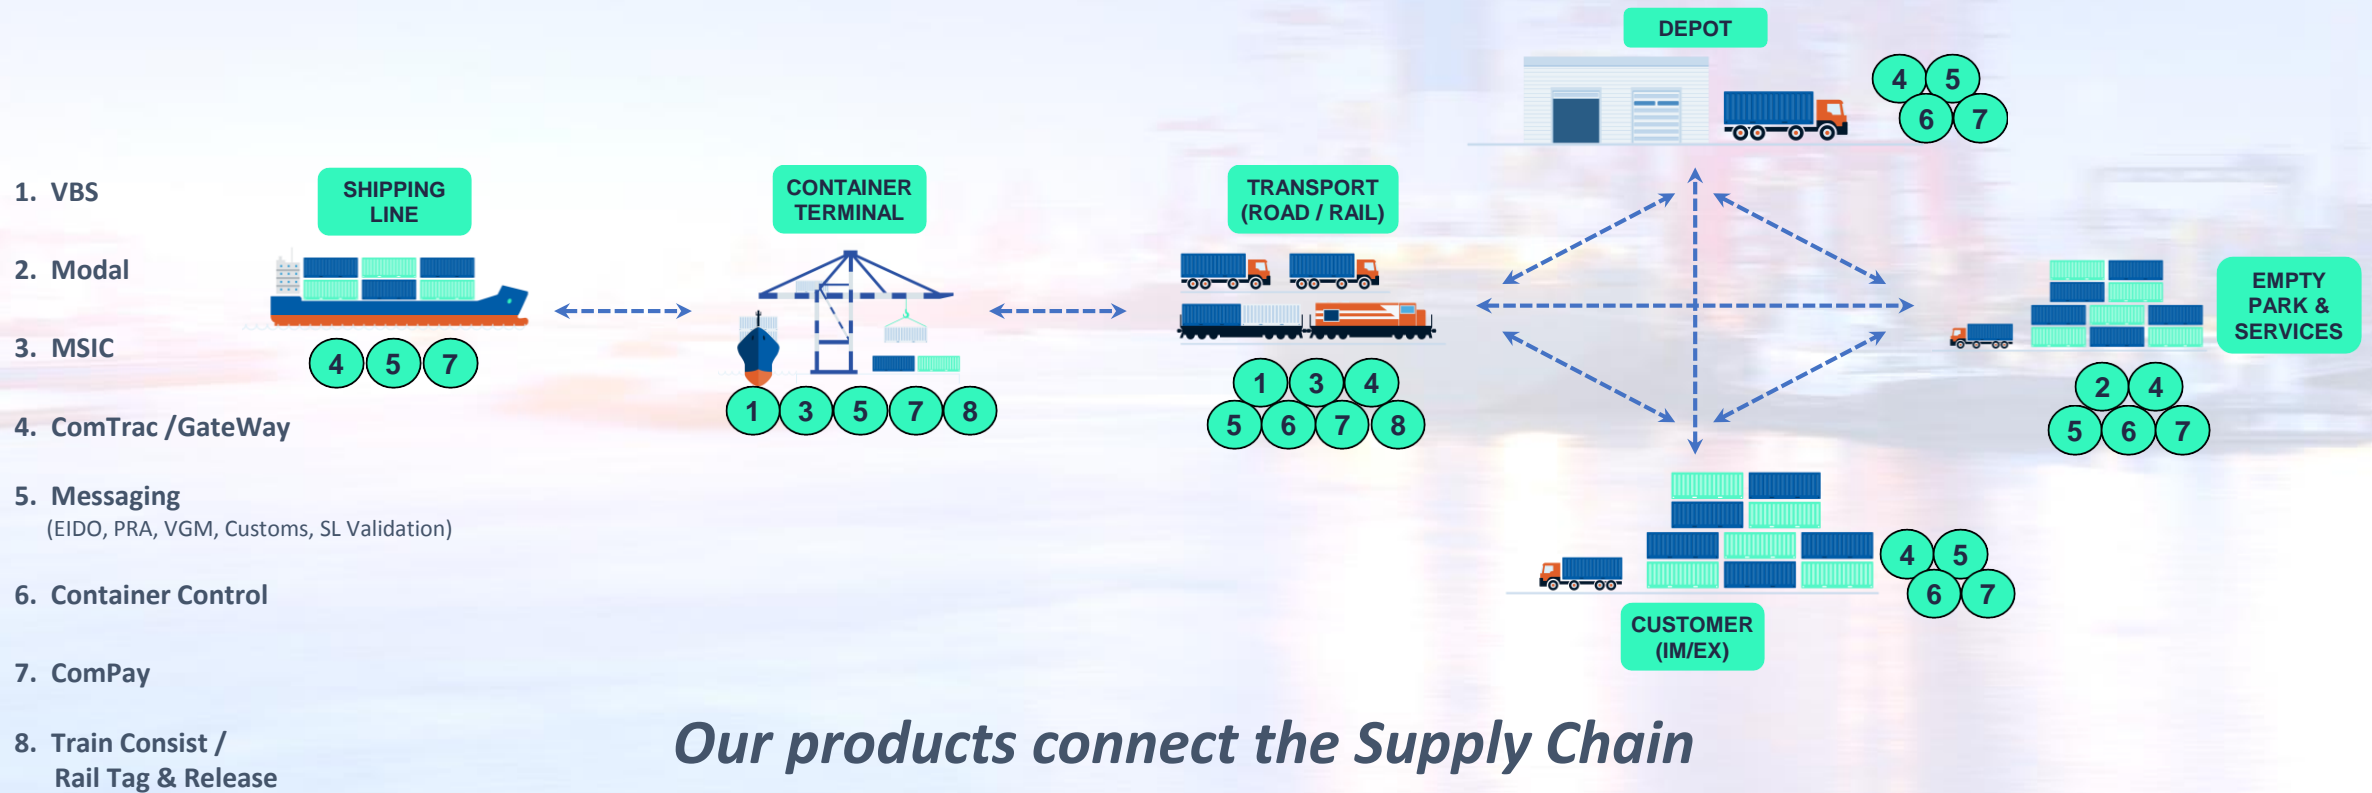 1. VBS
2. Modal
3. MSIC
4. ComTrac /GateWay
5. Messaging
(EIDO, PRA, VGM, Customs, SL Validation)
6. Container Control
7. ComPay
8. Train Consist /
Rail Tag & Release
SHIPPING
LINE
4 5 7
CONTAINER
TERMINAL
1 3 5 7 8
TRANSPORT
(ROAD / RAIL)
1 3 4
5 6 7 8
DEPOT
4 5
6 7
EMPTY
PARK &
SERVICES
2 4
5 6 7
4 5
6 7
CUSTOMER
(IM/EX)
Our products connect the Supply Chain